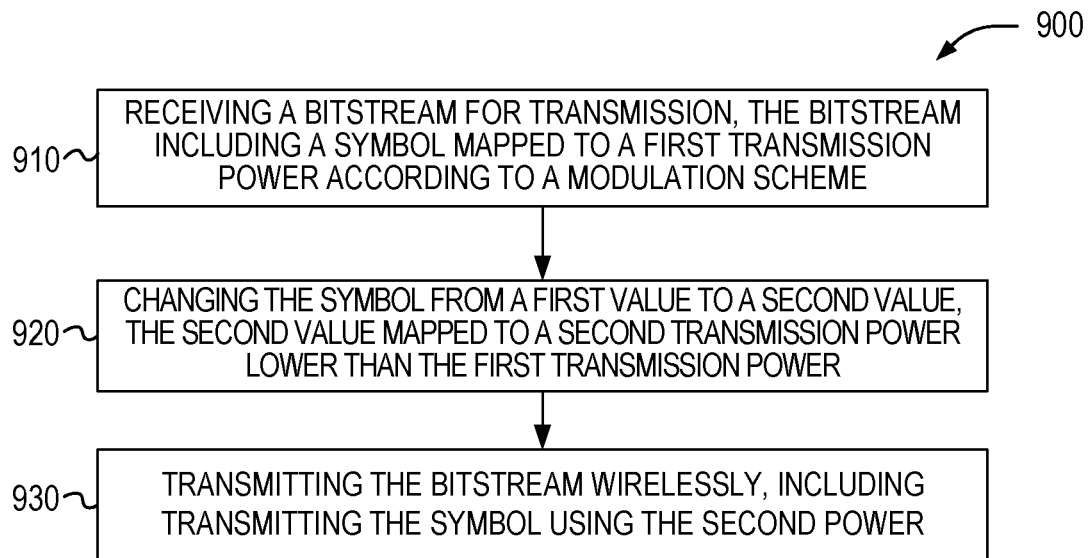 900
910
RECEIVING A BITSTREAM FOR TRANSMISSION, THE BITSTREAM
INCLUDING A SYMBOL MAPPED TO A FIRST TRANSMISSION
POWER ACCORDING TO A MODULATION SCHEME
920
CHANGING THE SYMBOL FROM A FIRST VALUE TO A SECOND VALUE,
THE SECOND VALUE MAPPED TO A SECOND TRANSMISSION POWER
LOWER THAN THE FIRST TRANSMISSION POWER
930
TRANSMITTING THE BITSTREAM WIRELESSLY, INCLUDING
TRANSMITTING THE SYMBOL USING THE SECOND POWER